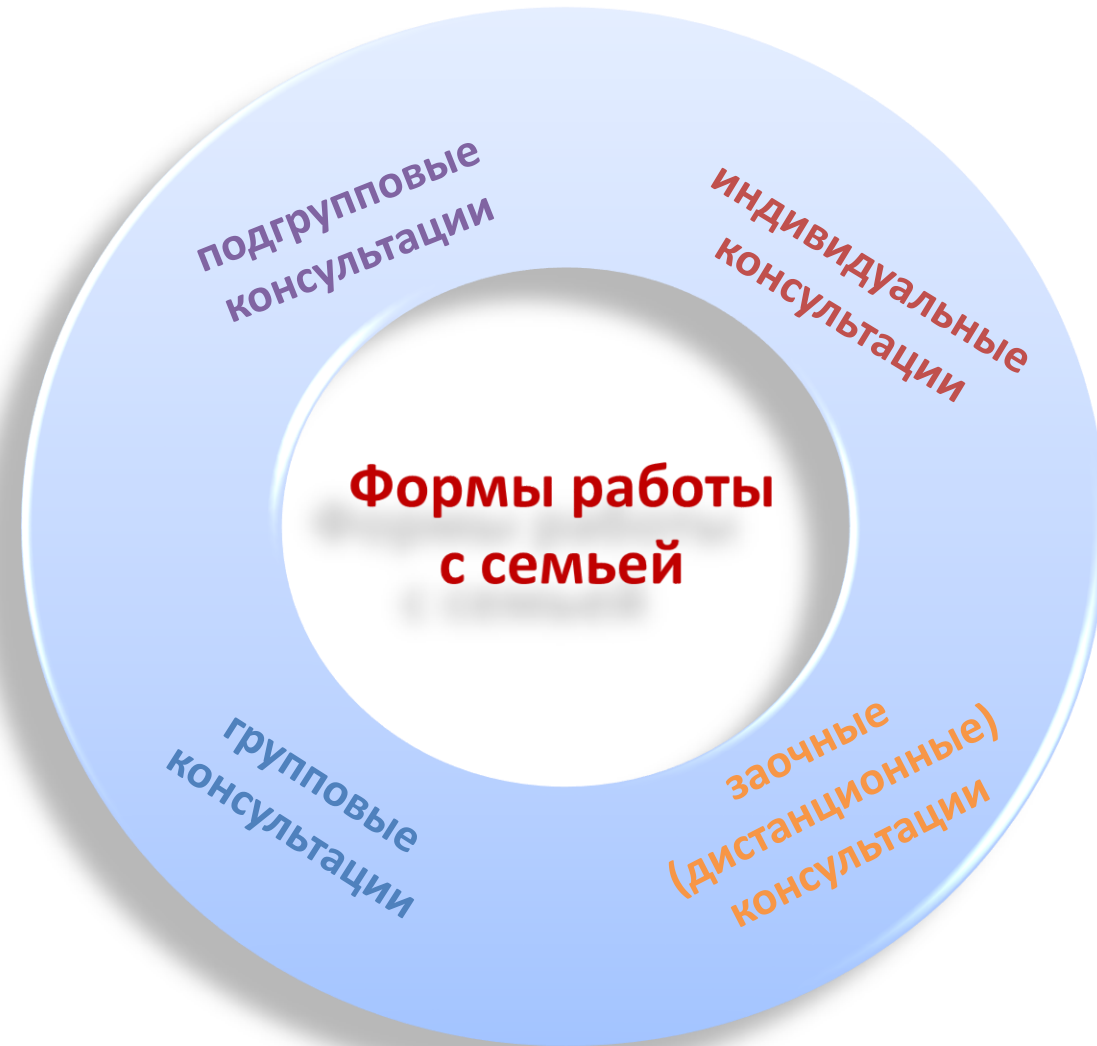 подгрупповые
консультации
индивидуальные
консультации
Формы работы
с семьей
групповые
консультации
заочные
(дистанционные)
консультации